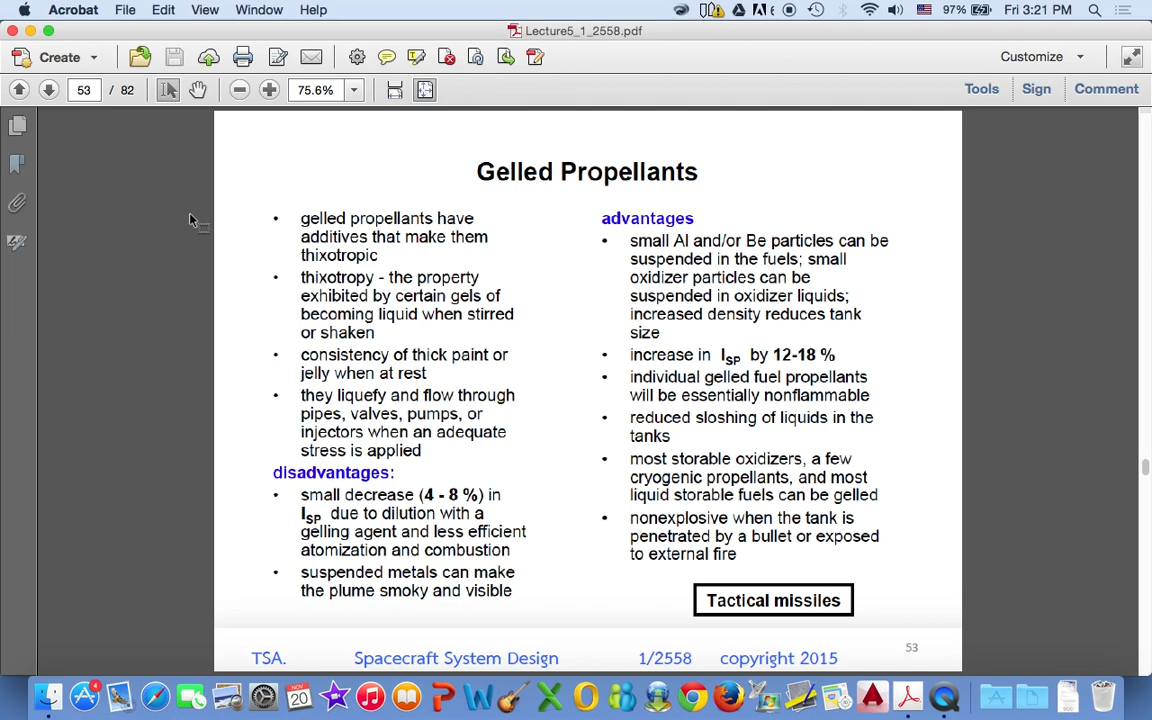 Acrobat File Edit View Window Help
97% Fri 3:21 PM
Lecture5_1_2558.pdf
Create
Customize
53 / 82
75.6%
Tools Sign Comment
Gelled Propellants
• gelled propellants have
additives that make them
thixotropic
• thixotropy - the property
exhibited by certain gels of
becoming liquid when stirred
or shaken
• consistency of thick paint or
jelly when at rest
• they liquefy and flow through
pipes, valves, pumps, or
injectors when an adequate
stress is applied
disadvantages:
• small decrease (4 - 8 %) in
ISP due to dilution with a
gelling agent and less efficient
atomization and combustion
• suspended metals can make
the plume smoky and visible
advantages
• small Al and/or Be particles can be
suspended in the fuels; small
oxidizer particles can be
suspended in oxidizer liquids;
increased density reduces tank
size
• increase in ISP by 12-18 %
• individual gelled fuel propellants
will be essentially nonflammable
• reduced sloshing of liquids in the
tanks
• most storable oxidizers, a few
cryogenic propellants, and most
liquid storable fuels can be gelled
• nonexplosive when the tank is
penetrated by a bullet or exposed
to external fire
Tactical missiles
53
TSA. Spacecraft System Design 1/2558 copyright 2015